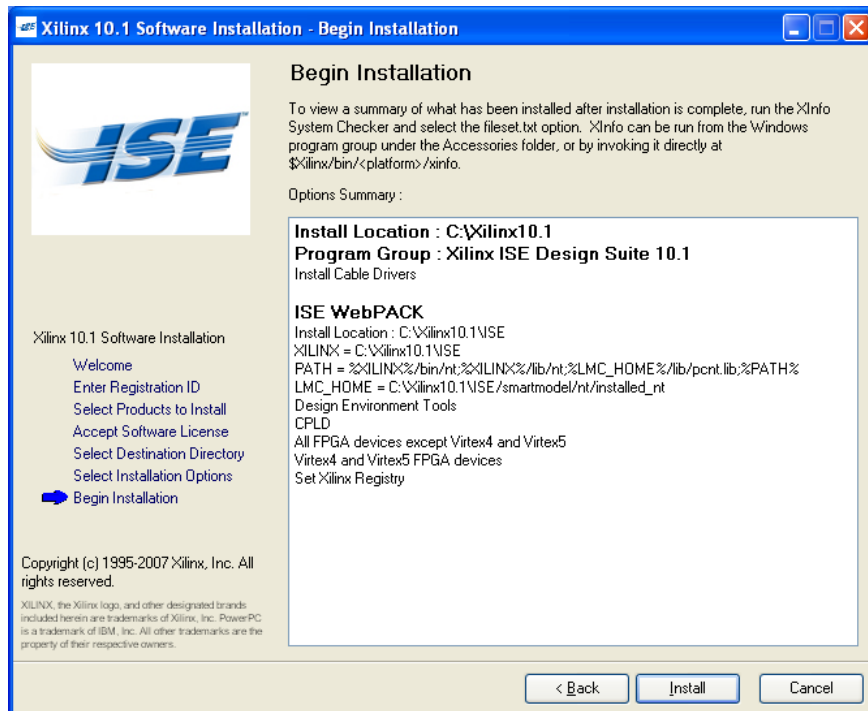 Xilinx 10.1 Software Installation - Begin Installation
ISE
Begin Installation
To view a summary of what has been installed after installation is complete, run the XInfo
System Checker and select the fileset.txt option. XInfo can be run from the Windows
program group under the Accessories folder, or by invoking it directly at
$Xilinx/bin/<platform>/xinfo.
Options Summary :
Install Location : C:\Xilinx10.1
Program Group : Xilinx ISE Design Suite 10.1
Install Cable Drivers
ISE WebPACK
Install Location : C:\Xilinx10.1\ISE
XILINX = C:\Xilinx10.1\ISE
PATH = %XILINX%/bin/nt;%XILINX%/lib/nt;%LMC_HOME%/lib/pcnt.lib;%PATH%
LMC_HOME = C:\Xilinx10.1\ISE/smartmodel/nt/installed_nt
Design Environment Tools
CPLD
All FPGA devices except Virtex4 and Virtex5
Virtex4 and Virtex5 FPGA devices
Set Xilinx Registry
Xilinx 10.1 Software Installation
Welcome
Enter Registration ID
Select Products to Install
Accept Software License
Select Destination Directory
Select Installation Options
Begin Installation
Copyright (c) 1995-2007 Xilinx, Inc. All
rights reserved.
XILINX, the Xilinx logo, and other designated brands
included herein are trademarks of Xilinx, Inc. PowerPC
is a trademark of IBM, Inc. All other trademarks are the
property of their respective owners.
< Back
Install
Cancel